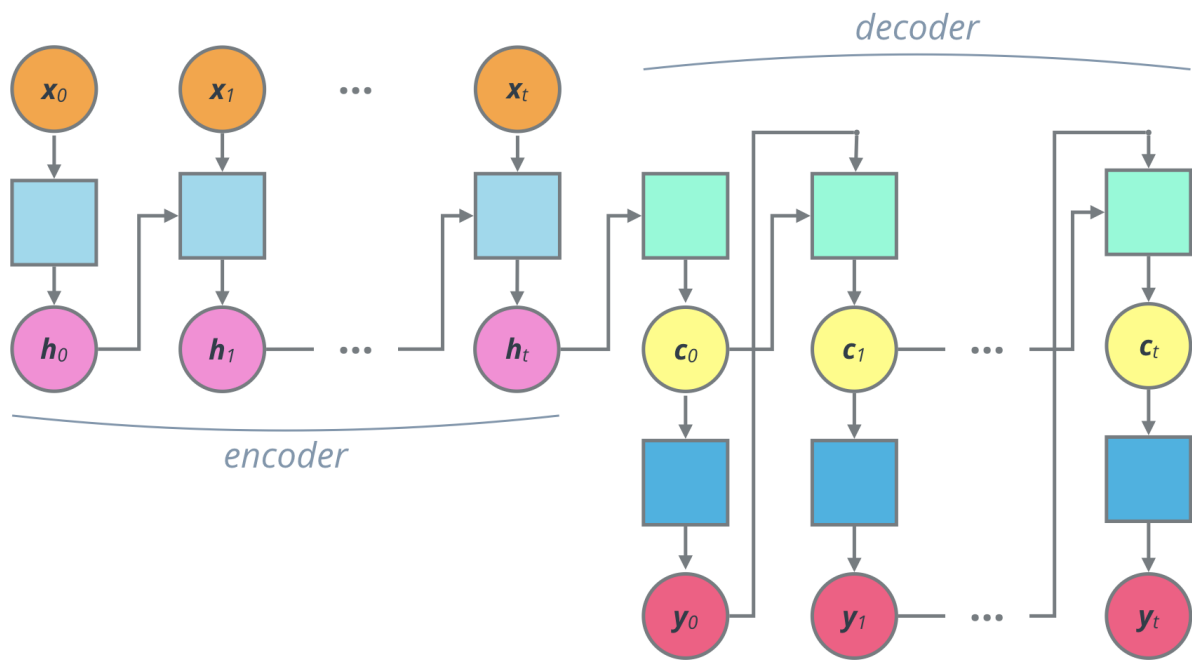 decoder
x0 x1 ... xt
h0 h1 ... ht c0 c1 ... ct
encoder
y0 y1 ... yt